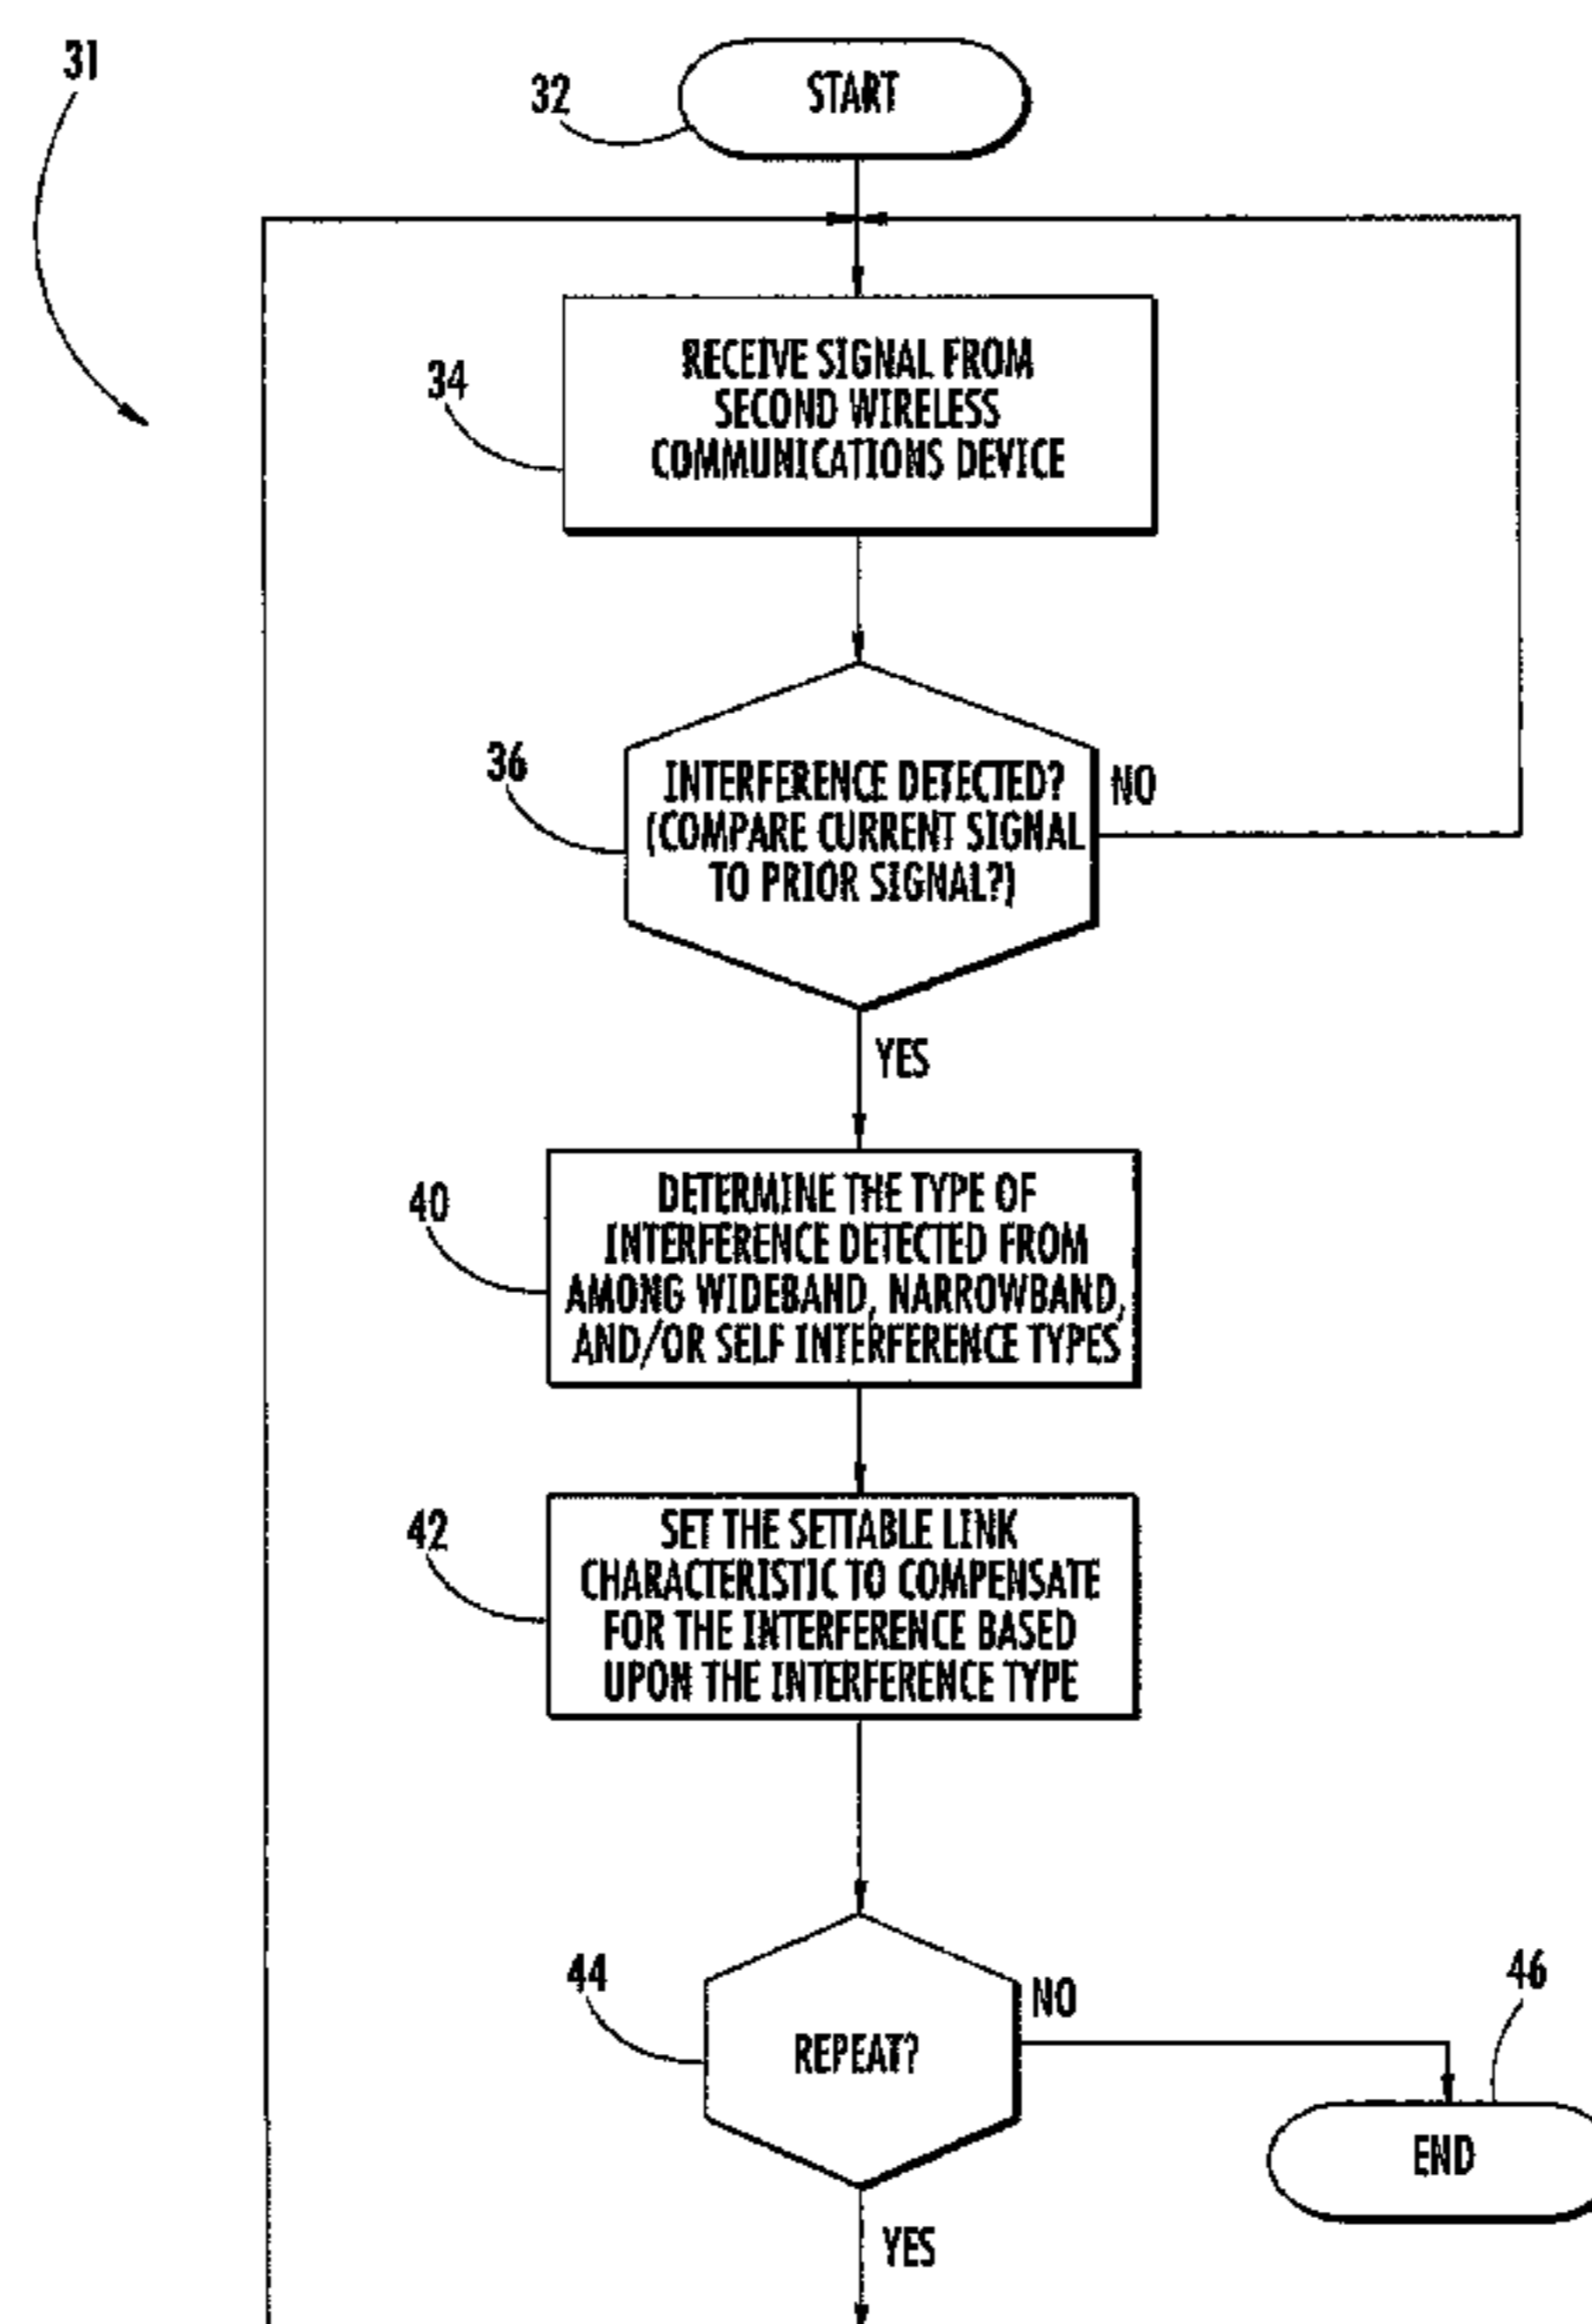 31
32
START
34
RECEIVE SIGNAL FROM
SECOND WIRELESS
COMMUNICATIONS DEVICE
36
INTERFERENCE DETECTED?
(COMPARE CURRENT SIGNAL
TO PRIOR SIGNAL?)
NO
YES
40
DETERMINE THE TYPE OF
INTERFERENCE DETECTED FROM
AMONG WIDEBAND, NARROWBAND,
AND/OR SELF INTERFERENCE TYPES
42
SET THE SETTABLE LINK
CHARACTERISTIC TO COMPENSATE
FOR THE INTERFERENCE BASED
UPON THE INTERFERENCE TYPE
44
REPEAT?
NO
46
END
YES